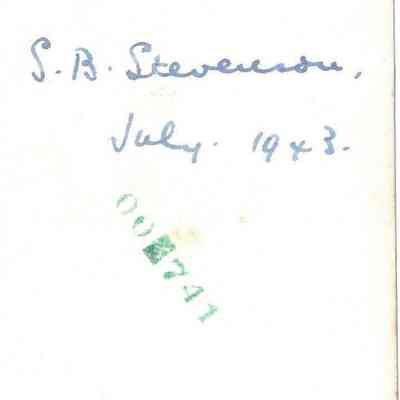 S. B. Stevenson,
July. 1943.